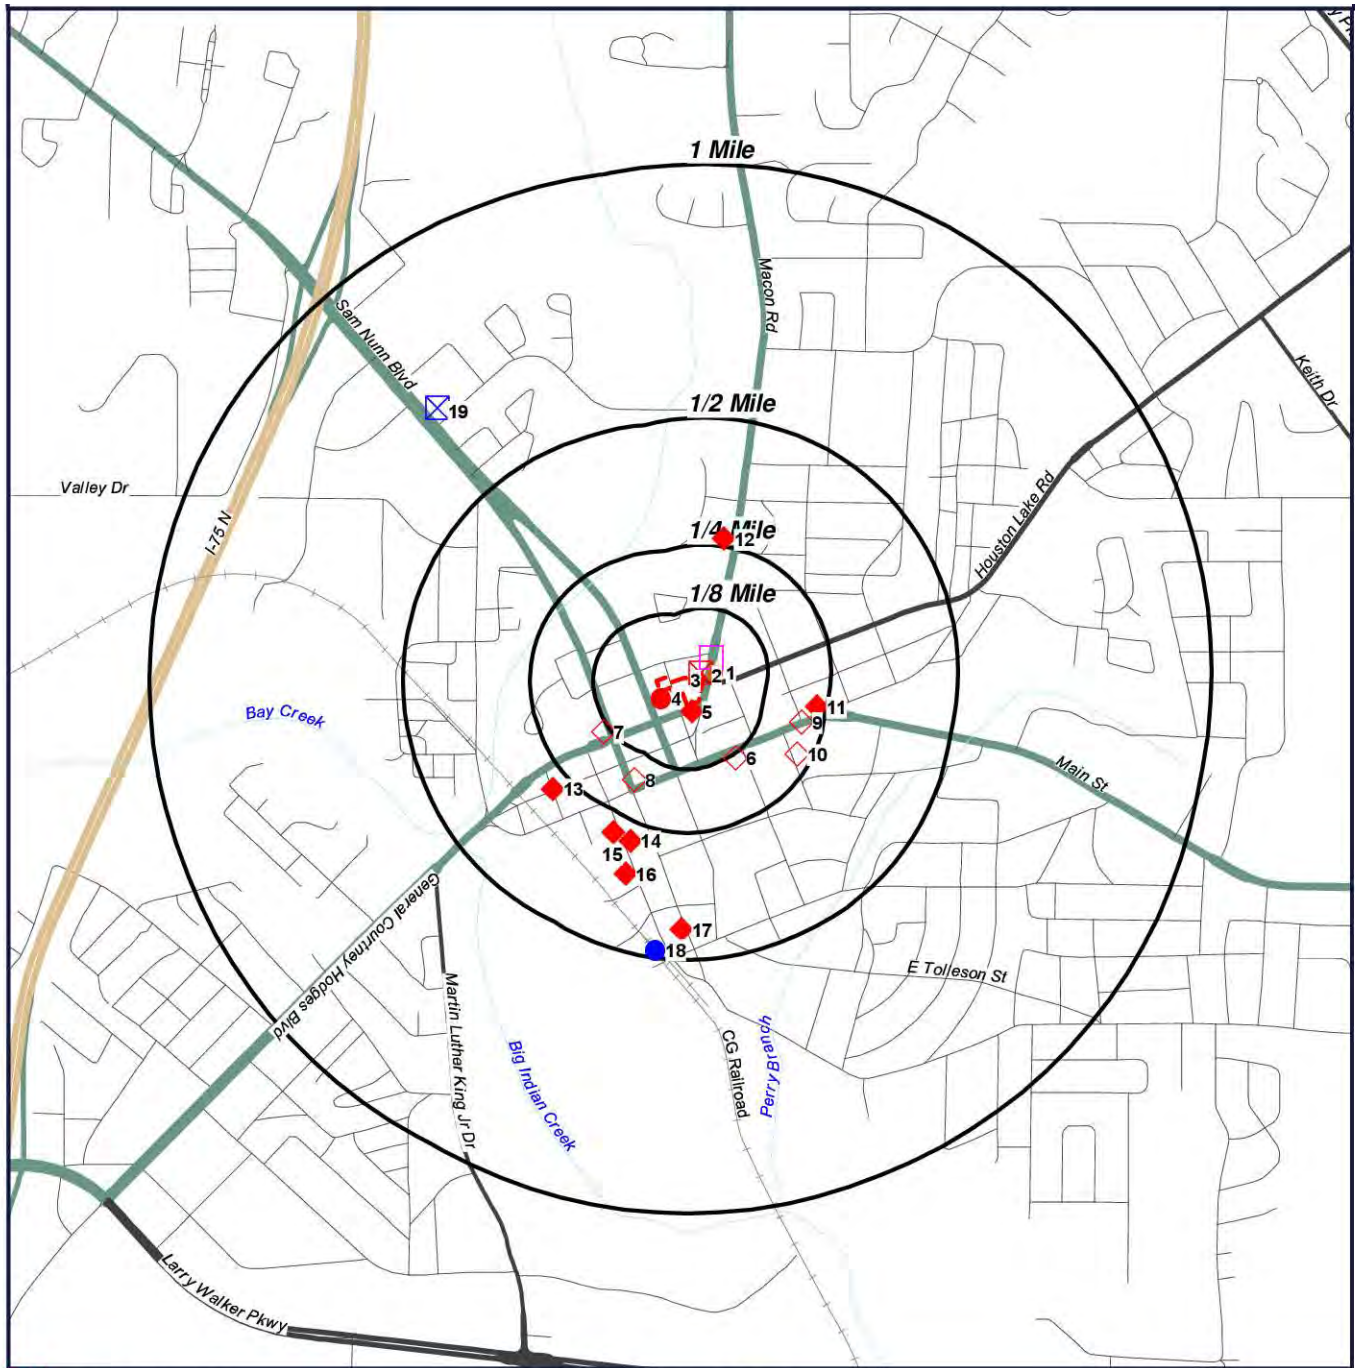 y Pk
1 Mile
Macon Rd
Sam Nunn Blvd
Keith Dr
1/2 Mile
19
Valley Dr
Houston Lake Rd
I-75 N
1/4 Mile
12
1/8 Mile
3
2
1
4
5
11
Bay Creek
7
9
6
10
Main St
8
13
14
15
16
General Courtney Hodges Blvd
17
18
E Tolleson St
Martin Luther King Jr Dr
CG Railroad
Perry Branch
Big Indian Creek
Larry Walker Pkwy